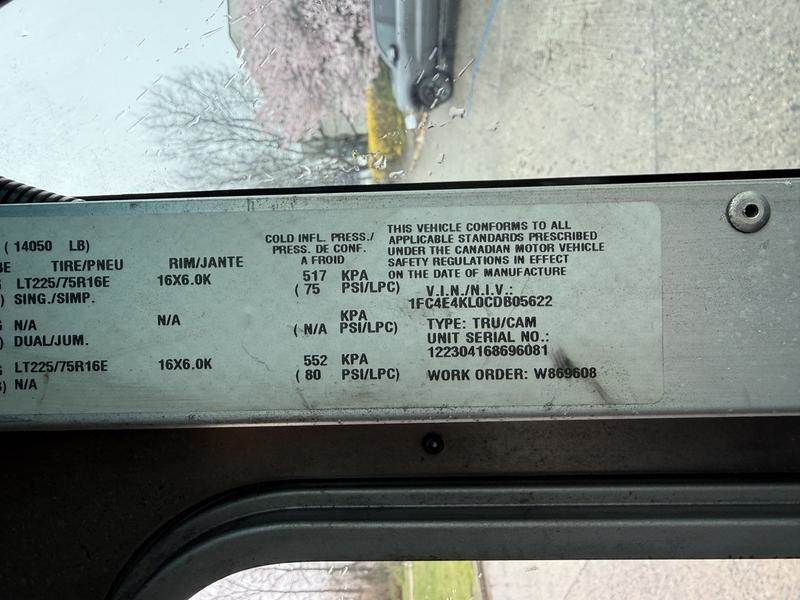 ( 14050 LB)
TIRE/PNEU RIM/JANTE COLD INFL. PRESS./
PRESS. DE CONF.
A FROID
LT225/75R16E 16X6.0K 517 KPA
) SING./SIMP. ( 75 PSI/LPC)
N/A N/A KPA
) DUAL/JUM. ( N/A PSI/LPC)
LT225/75R16E 16X6.0K 552 KPA
) N/A ( 80 PSI/LPC)
THIS VEHICLE CONFORMS TO ALL
APPLICABLE STANDARDS PRESCRIBED
UNDER THE CANADIAN MOTOR VEHICLE
SAFETY REGULATIONS IN EFFECT
ON THE DATE OF MANUFACTURE
V.I.N./N.I.V.:
1FC4E4KL0CDB05622
TYPE: TRU/CAM
UNIT SERIAL NO.:
122304168696081
WORK ORDER: W869608